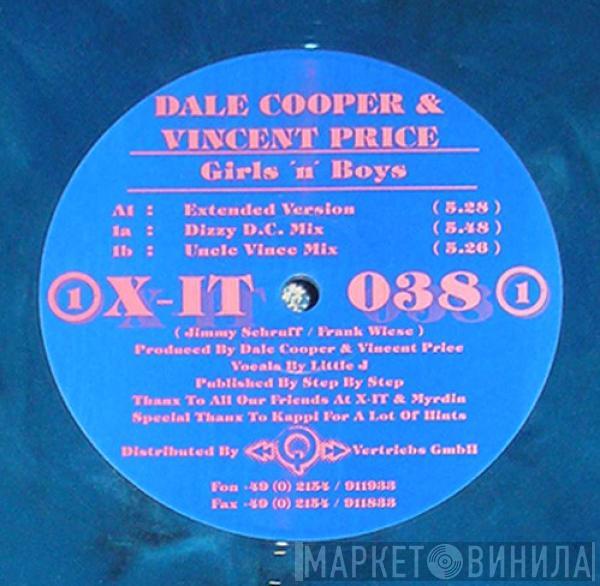 DALE COOPER &
VINCENT PRICE
Girls ´n´ Boys
A1 : Extended Version ( 5.28 )
1a : Dizzy D.C. Mix ( 5.48 )
1b : Uncle Vince Mix ( 5.26 )
1 X-IT 038 1
( Jimmy Schruff / Frank Wiese )
Produced By Dale Cooper & Vincent Price
Vocals By Little J
Published By Step By Step
Thanx To All Our Friends At X-IT & Myrdin
Special Thanx To Kappi For A Lot Of Hints
Distributed By Vertriebs GmbH
Fon +49 (0) 2154 / 911933
Fax +49 (0) 2154 / 911833
МАРКЕТ ВИНИЛА